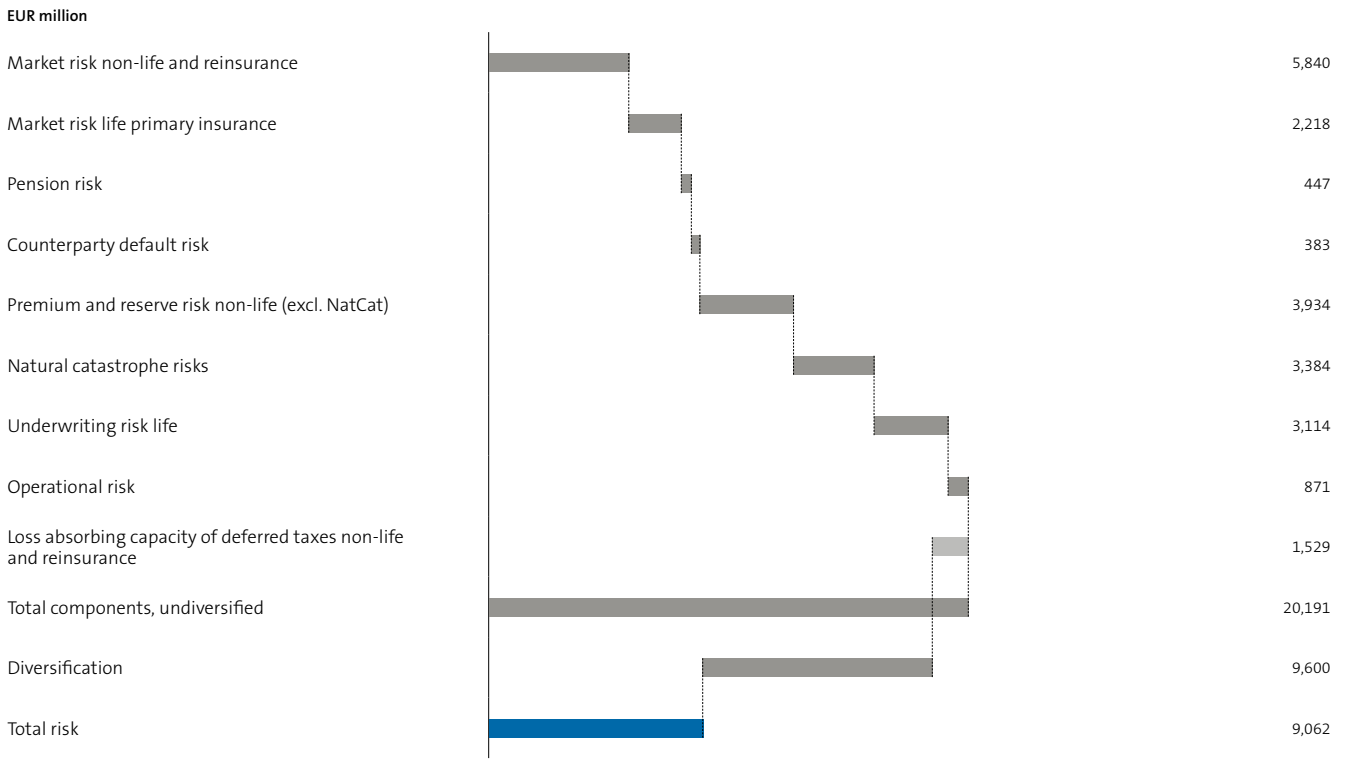 EUR million
Market risk non-life and reinsurance 5,840
Market risk life primary insurance 2,218
Pension risk 447
Counterparty default risk 383
Premium and reserve risk non-life (excl. NatCat) 3,934
Natural catastrophe risks 3,384
Underwriting risk life 3,114
Operational risk 871
Loss absorbing capacity of deferred taxes non-life
and reinsurance 1,529
Total components, undiversified 20,191
Diversification 9,600
Total risk 9,062